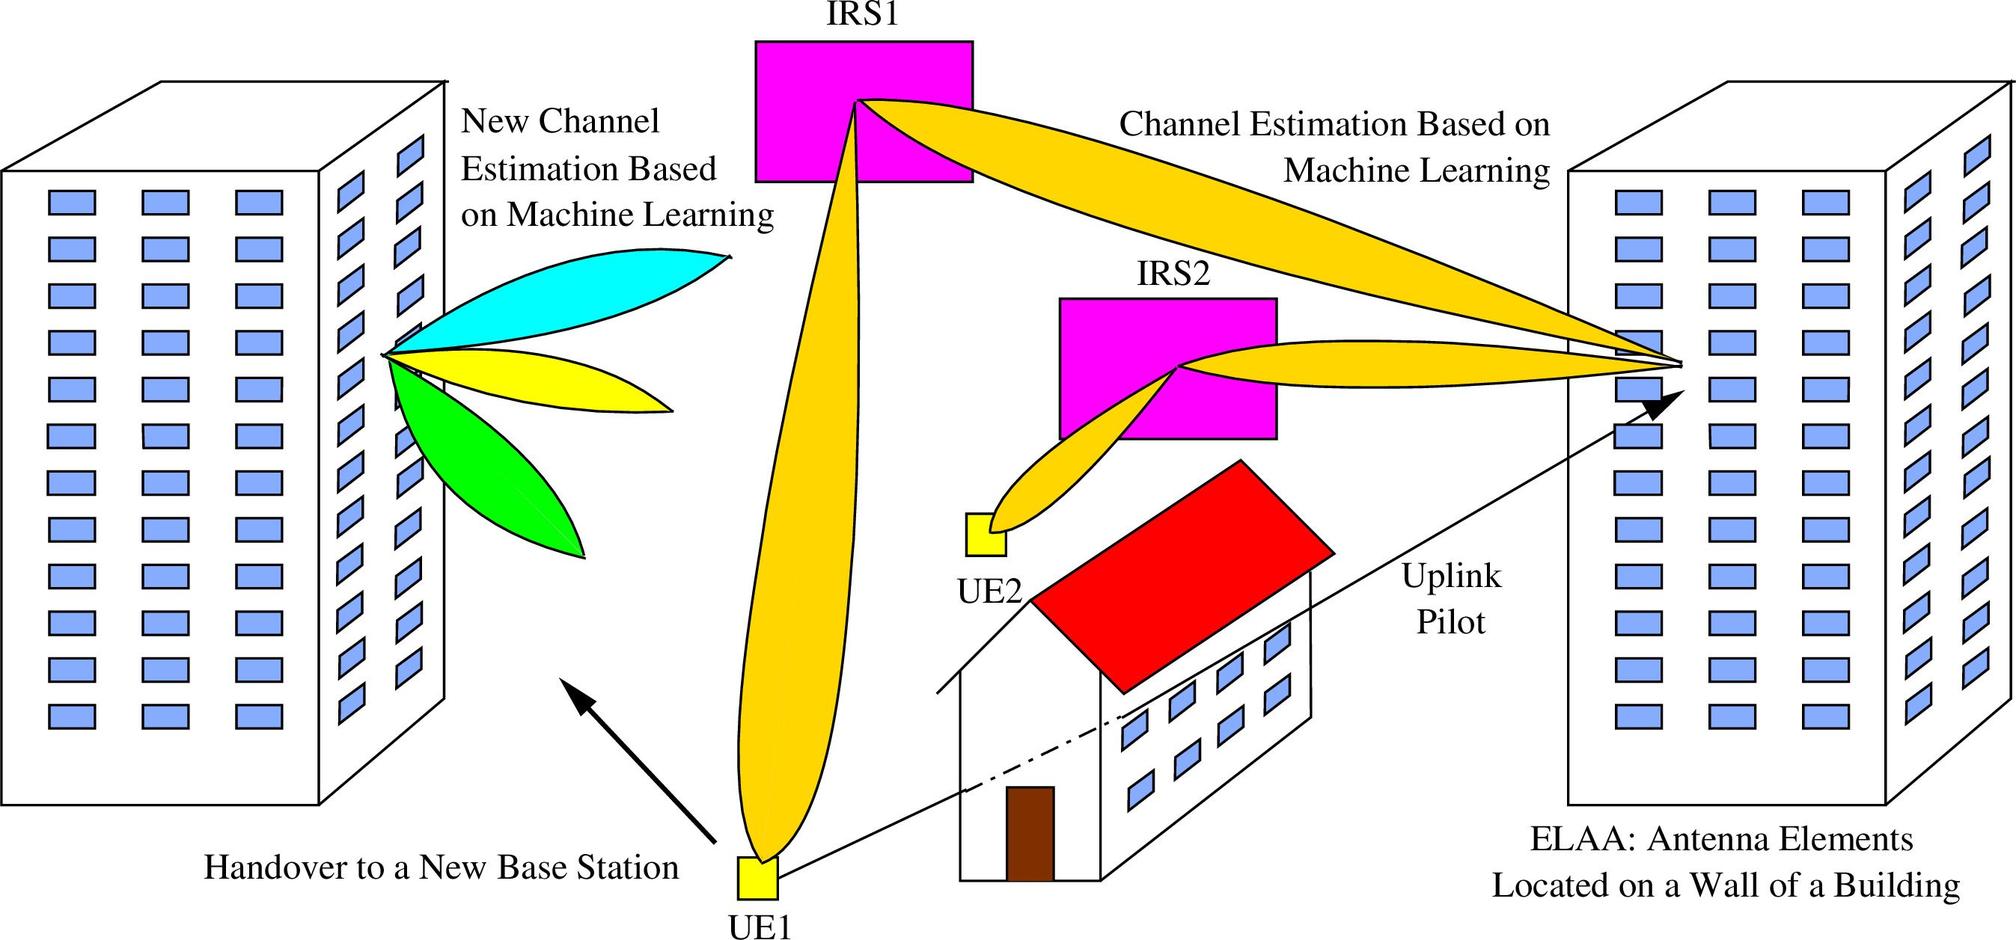 IRS1
New Channel
Estimation Based
on Machine Learning
Channel Estimation Based on
Machine Learning
IRS2
UE2
Uplink
Pilot
Handover to a New Base Station
UE1
ELAA: Antenna Elements
Located on a Wall of a Building